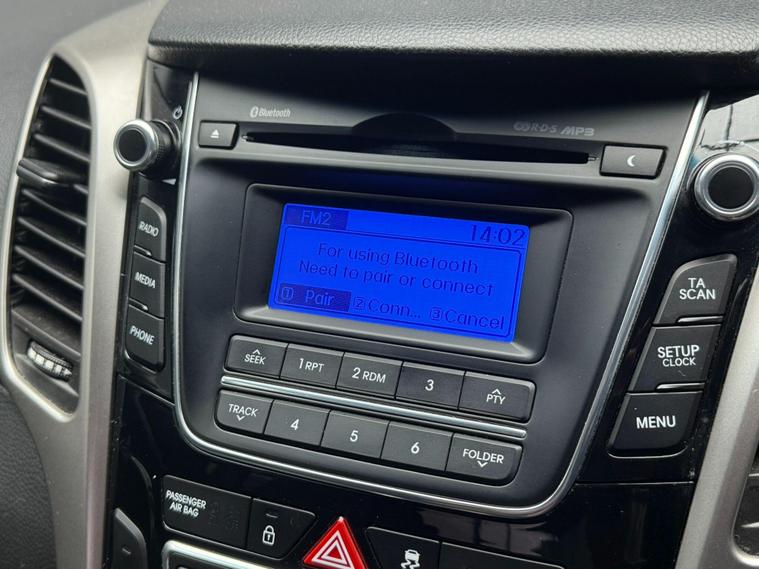 Bluetooth
R·D·S MP3
FM2
14:02
For using Bluetooth
Need to pair or connect
1 Pair 2 Conn... 3 Cancel
RADIO
MEDIA
PHONE
TA
SCAN
SETUP
CLOCK
MENU
SEEK
1 RPT
2 RDM
3
PTY
TRACK
4
5
6
FOLDER
PASSENGER
AIR BAG